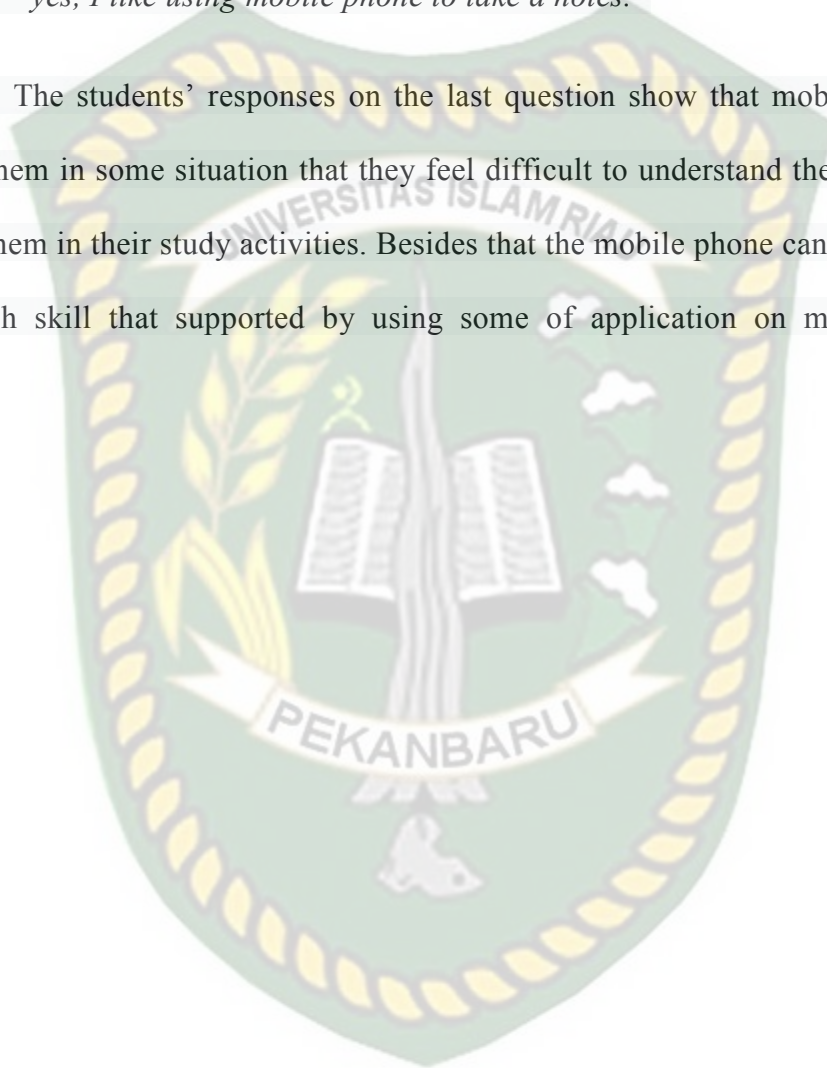 yes, I like using mobile phone to take a notes.
The students’ responses on the last question show that mob
hem in some situation that they feel difficult to understand the
UNIVERSITAS ISLAM RIAU
hem in their study activities. Besides that the mobile phone can
h skill that supported by using some of application on m
PEKANBARU